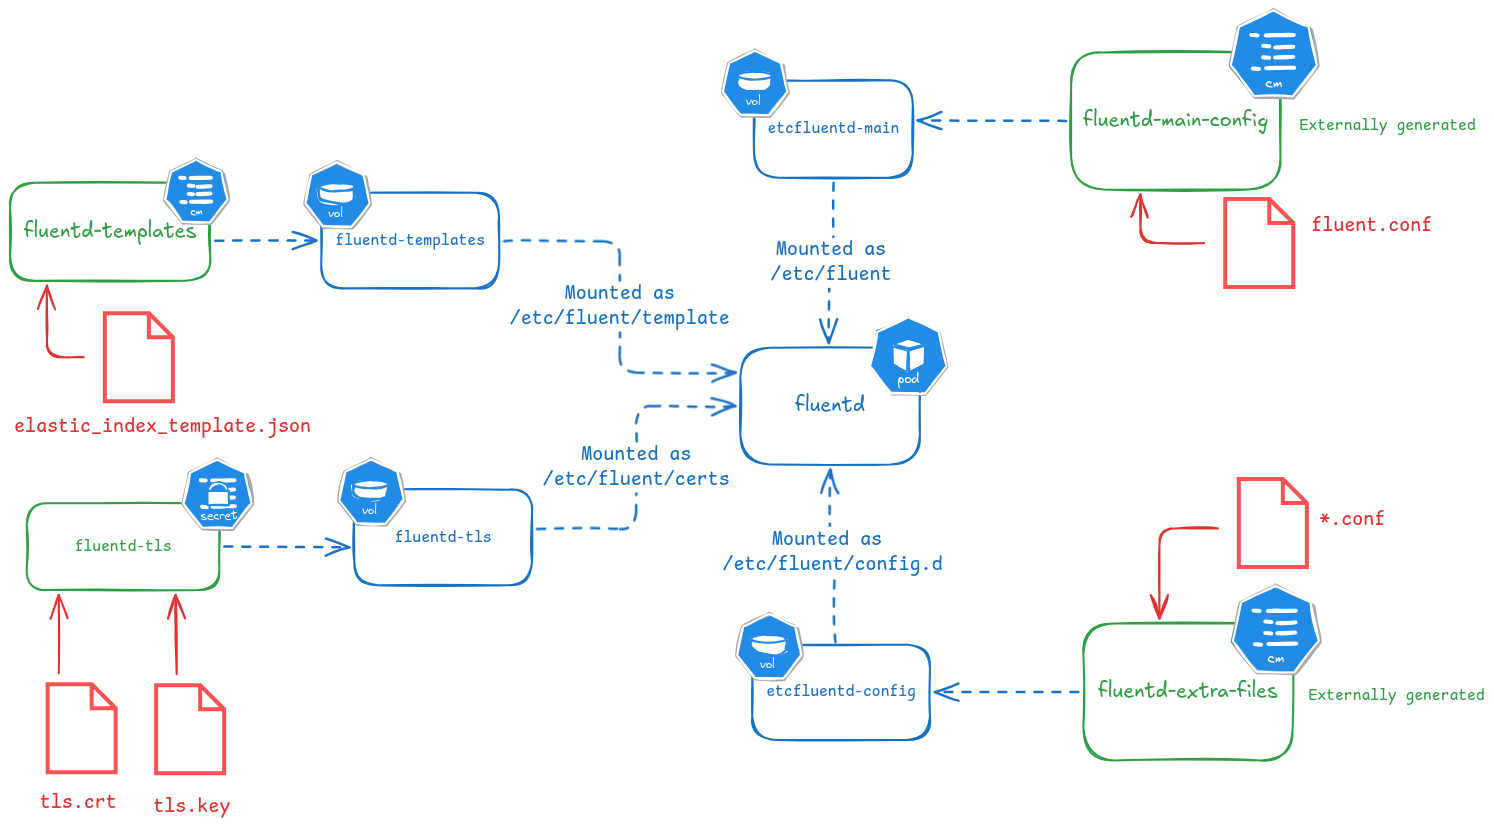 vol
etcfluentd-main
cm
fluentd-main-config
Externally generated
fluent.conf
cm
fluentd-templates
vol
fluentd-templates
Mounted as
/etc/fluent
Mounted as
/etc/fluent/template
elastic_index_template.json
pod
fluentd
secret
fluentd-tls
vol
fluentd-tls
Mounted as
/etc/fluent/certs
Mounted as
/etc/fluent/config.d
*.conf
vol
etcfluentd-config
cm
fluentd-extra-files
Externally generated
tls.crt
tls.key